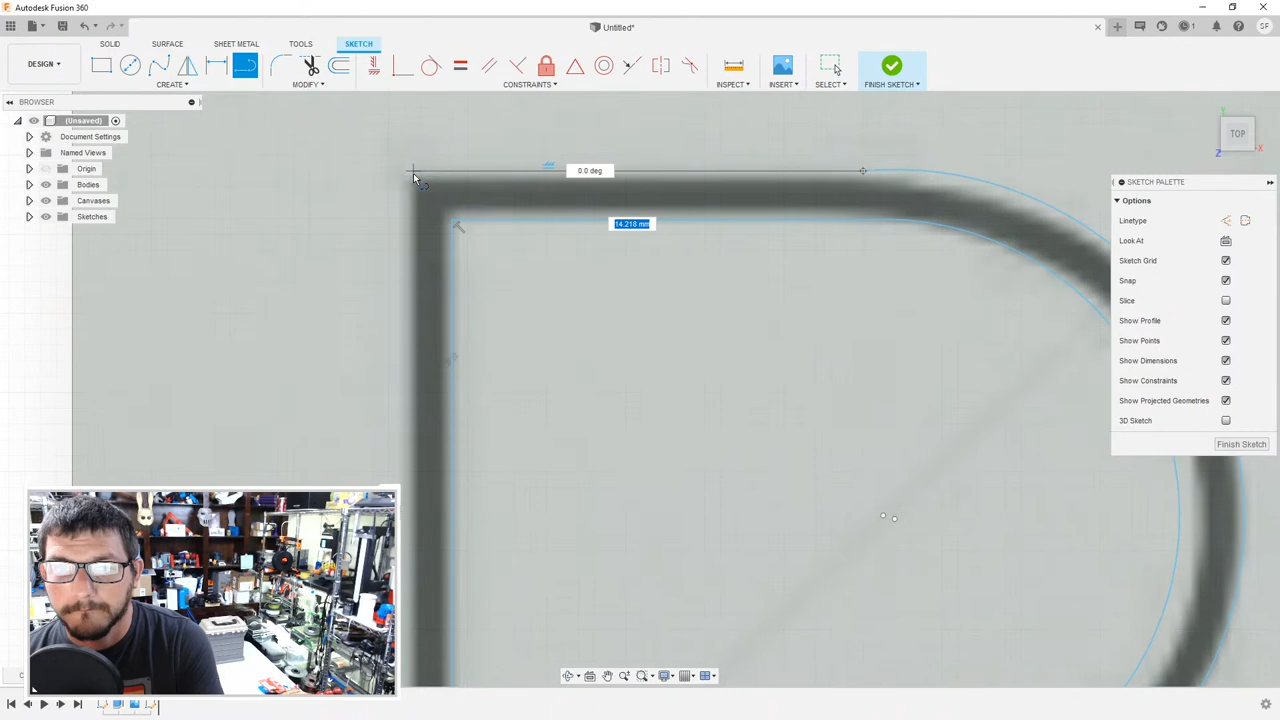 Autodesk Fusion 360
Untitled*
1
SF
DESIGN
SOLID
SURFACE
SHEET METAL
TOOLS
SKETCH
CREATE
MODIFY
CONSTRAINTS
INSPECT
INSERT
SELECT
FINISH SKETCH
BROWSER
(Unsaved)
Document Settings
Named Views
Origin
Bodies
Canvases
Sketches
0.0 deg
14.218 mm
Y
TOP
X
Z
SKETCH PALETTE
Options
Linetype
Look At
Sketch Grid
Snap
Slice
Show Profile
Show Points
Show Dimensions
Show Constraints
Show Projected Geometries
3D Sketch
Finish Sketch